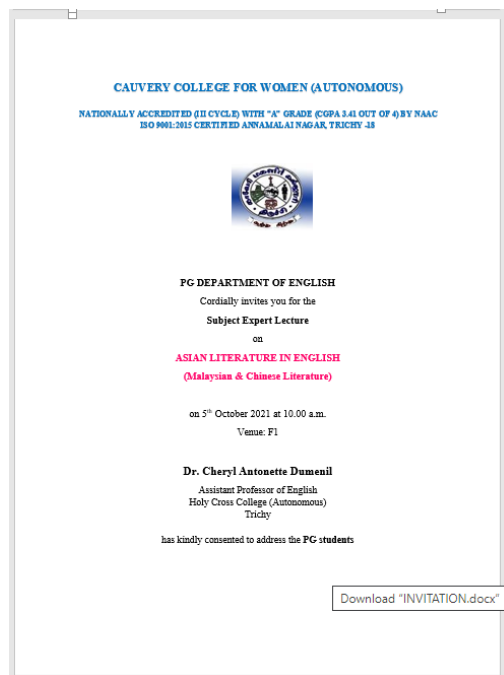 CAUVERY COLLEGE FOR WOMEN (AUTONOMOUS)
NATIONALLY ACCREDITED (III CYCLE) WITH "A" GRADE (CGPA 3.41 OUT OF 4) BY NAAC
ISO 9001:2015 CERTIFIED ANNAMALAI NAGAR, TRICHY -18
PG DEPARTMENT OF ENGLISH
Cordially invites you for the
Subject Expert Lecture
on
ASIAN LITERATURE IN ENGLISH
(Malaysian & Chinese Literature)
on 5th October 2021 at 10.00 a.m.
Venue: F1
Dr. Cheryl Antonette Dumenil
Assistant Professor of English
Holy Cross College (Autonomous)
Trichy
has kindly consented to address the PG students
Download "INVITATION.docx"